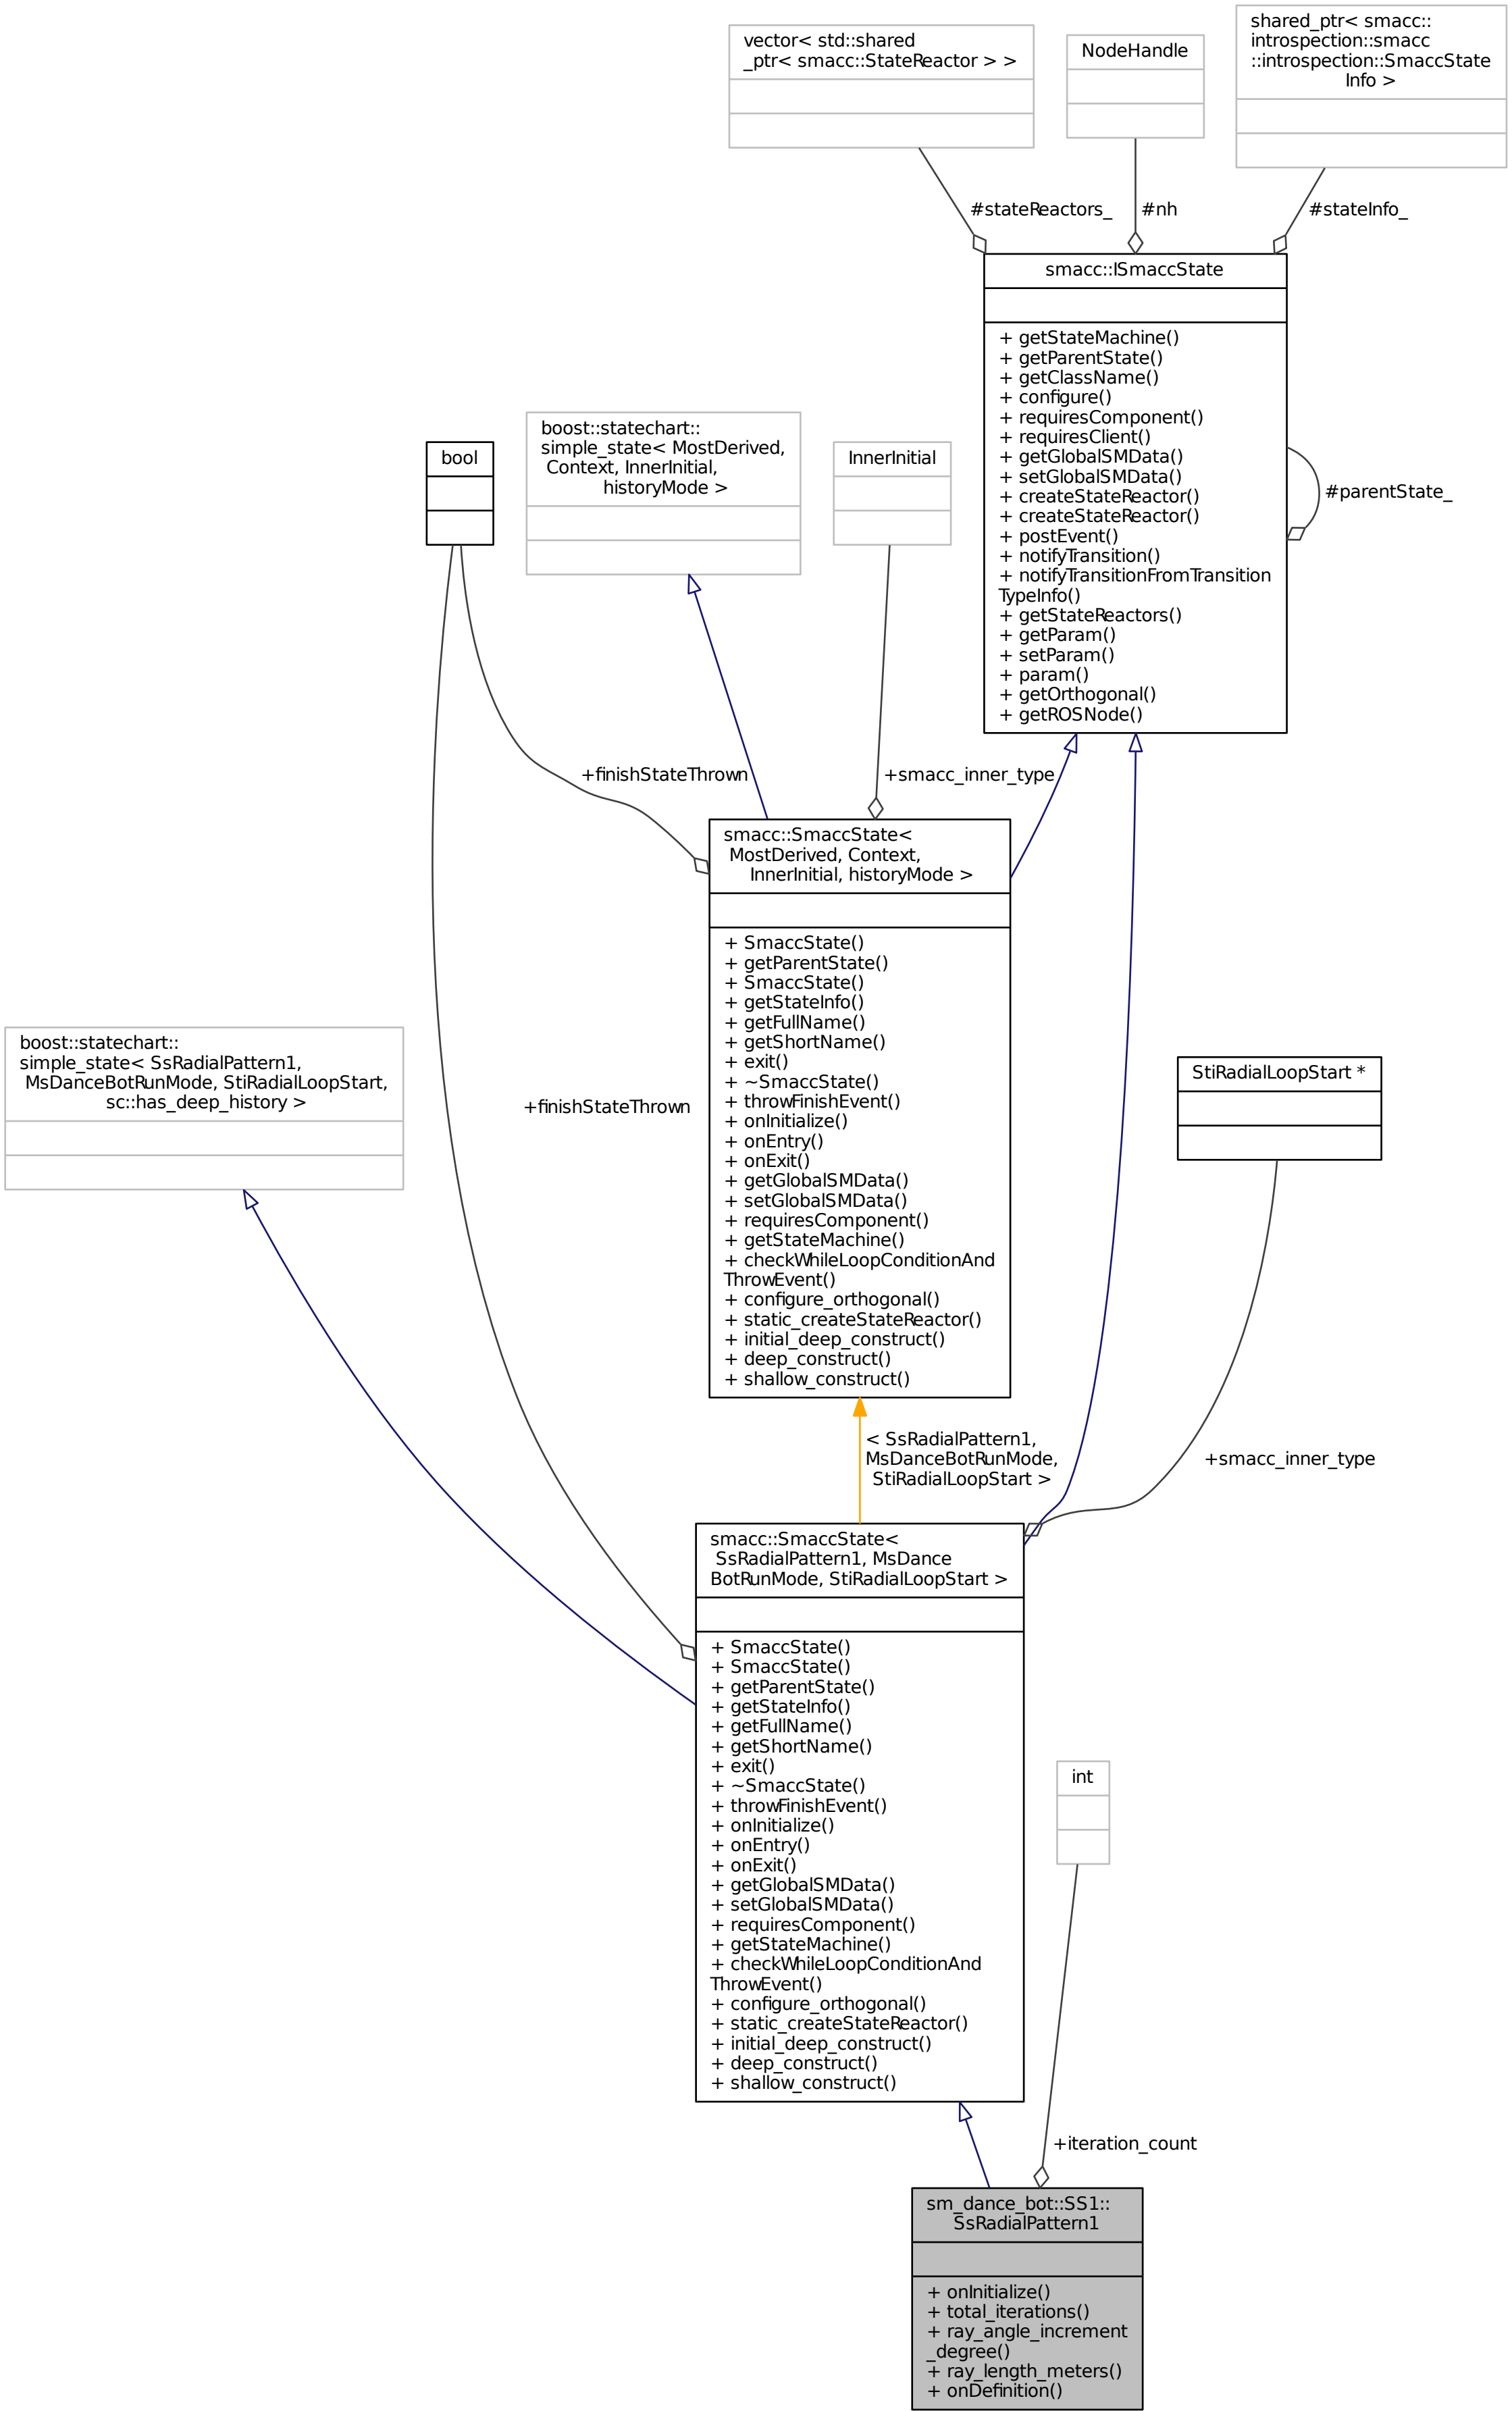 vector< std::shared
_ptr< smacc::StateReactor > >
NodeHandle
shared_ptr< smacc::
introspection::smacc
::introspection::SmaccState
Info >
#stateReactors_
#nh
#stateInfo_
smacc::ISmaccState
+ getStateMachine()
+ getParentState()
+ getClassName()
+ configure()
+ requiresComponent()
+ requiresClient()
+ getGlobalSMData()
+ setGlobalSMData()
+ createStateReactor()
+ createStateReactor()
+ postEvent()
+ notifyTransition()
+ notifyTransitionFromTransition
TypeInfo()
+ getStateReactors()
+ getParam()
+ setParam()
+ param()
+ getOrthogonal()
+ getROSNode()
#parentState_
bool
boost::statechart::
simple_state< MostDerived,
Context, InnerInitial,
historyMode >
InnerInitial
+finishStateThrown
+smacc_inner_type
smacc::SmaccState<
MostDerived, Context,
InnerInitial, historyMode >
+ SmaccState()
+ getParentState()
+ SmaccState()
+ getStateInfo()
+ getFullName()
+ getShortName()
+ exit()
+ ~SmaccState()
+ throwFinishEvent()
+ onInitialize()
+ onEntry()
+ onExit()
+ getGlobalSMData()
+ setGlobalSMData()
+ requiresComponent()
+ getStateMachine()
+ checkWhileLoopConditionAnd
ThrowEvent()
+ configure_orthogonal()
+ static_createStateReactor()
+ initial_deep_construct()
+ deep_construct()
+ shallow_construct()
boost::statechart::
simple_state< SsRadialPattern1,
MsDanceBotRunMode, StiRadialLoopStart,
sc::has_deep_history >
+finishStateThrown
StiRadialLoopStart *
< SsRadialPattern1,
MsDanceBotRunMode,
StiRadialLoopStart >
+smacc_inner_type
smacc::SmaccState<
SsRadialPattern1, MsDance
BotRunMode, StiRadialLoopStart >
+ SmaccState()
+ SmaccState()
+ getParentState()
+ getStateInfo()
+ getFullName()
+ getShortName()
+ exit()
+ ~SmaccState()
+ throwFinishEvent()
+ onInitialize()
+ onEntry()
+ onExit()
+ getGlobalSMData()
+ setGlobalSMData()
+ requiresComponent()
+ getStateMachine()
+ checkWhileLoopConditionAnd
ThrowEvent()
+ configure_orthogonal()
+ static_createStateReactor()
+ initial_deep_construct()
+ deep_construct()
+ shallow_construct()
int
+iteration_count
sm_dance_bot::SS1::
SsRadialPattern1
+ onInitialize()
+ total_iterations()
+ ray_angle_increment
_degree()
+ ray_length_meters()
+ onDefinition()